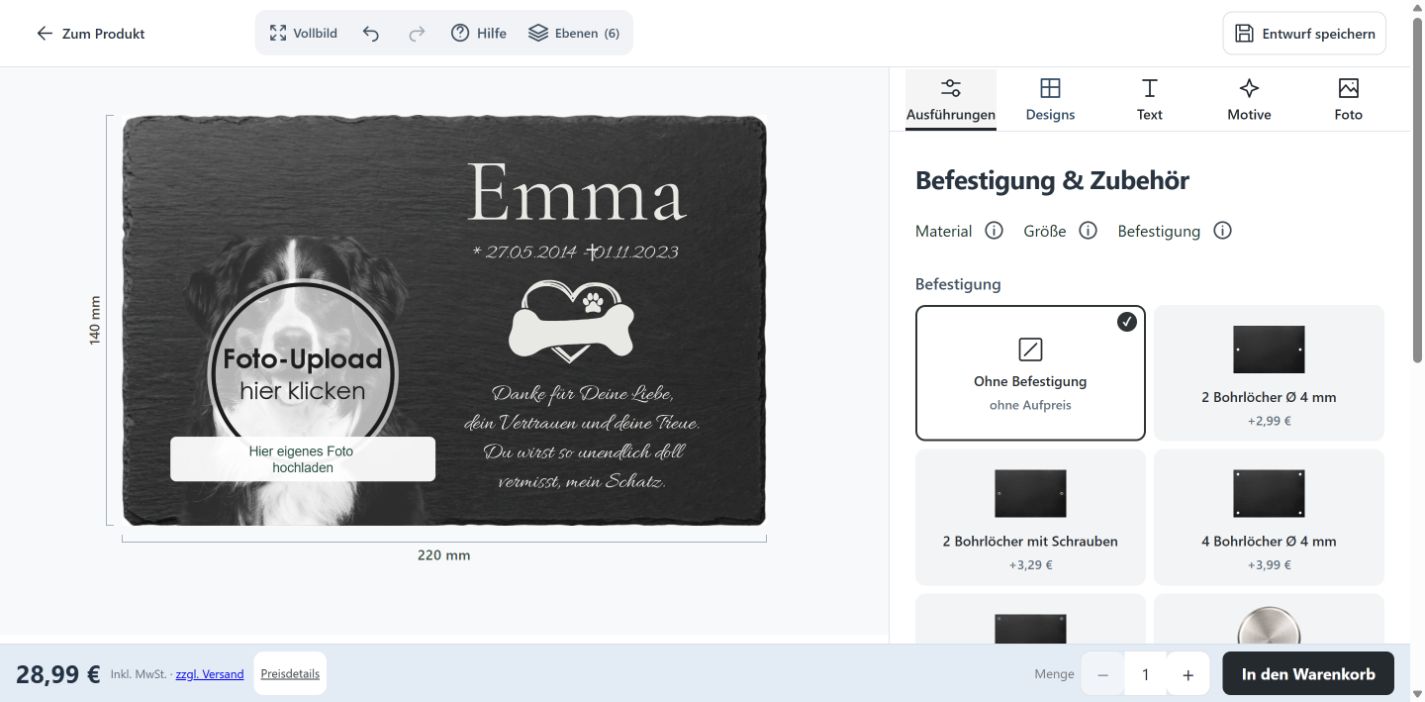 Zum Produkt
Vollbild
Hilfe
Ebenen (6)
Entwurf speichern
Ausführungen
Designs
Text
Motive
Foto
140 mm
Emma
* 27.05.2014 - †01.11.2023
Foto-Upload
hier klicken
Hier eigenes Foto
hochladen
Danke für Deine Liebe,
dein Vertrauen und deine Treue.
Du wirst so unendlich doll
vermisst, mein Schatz.
220 mm
Befestigung & Zubehör
Material
Größe
Befestigung
Befestigung
Ohne Befestigung
ohne Aufpreis
2 Bohrlöcher Ø 4 mm
+2,99 €
2 Bohrlöcher mit Schrauben
+3,29 €
4 Bohrlöcher Ø 4 mm
+3,99 €
28,99 €
Inkl. MwSt. · zzgl. Versand
Preisdetails
Menge
− 1 +
In den Warenkorb